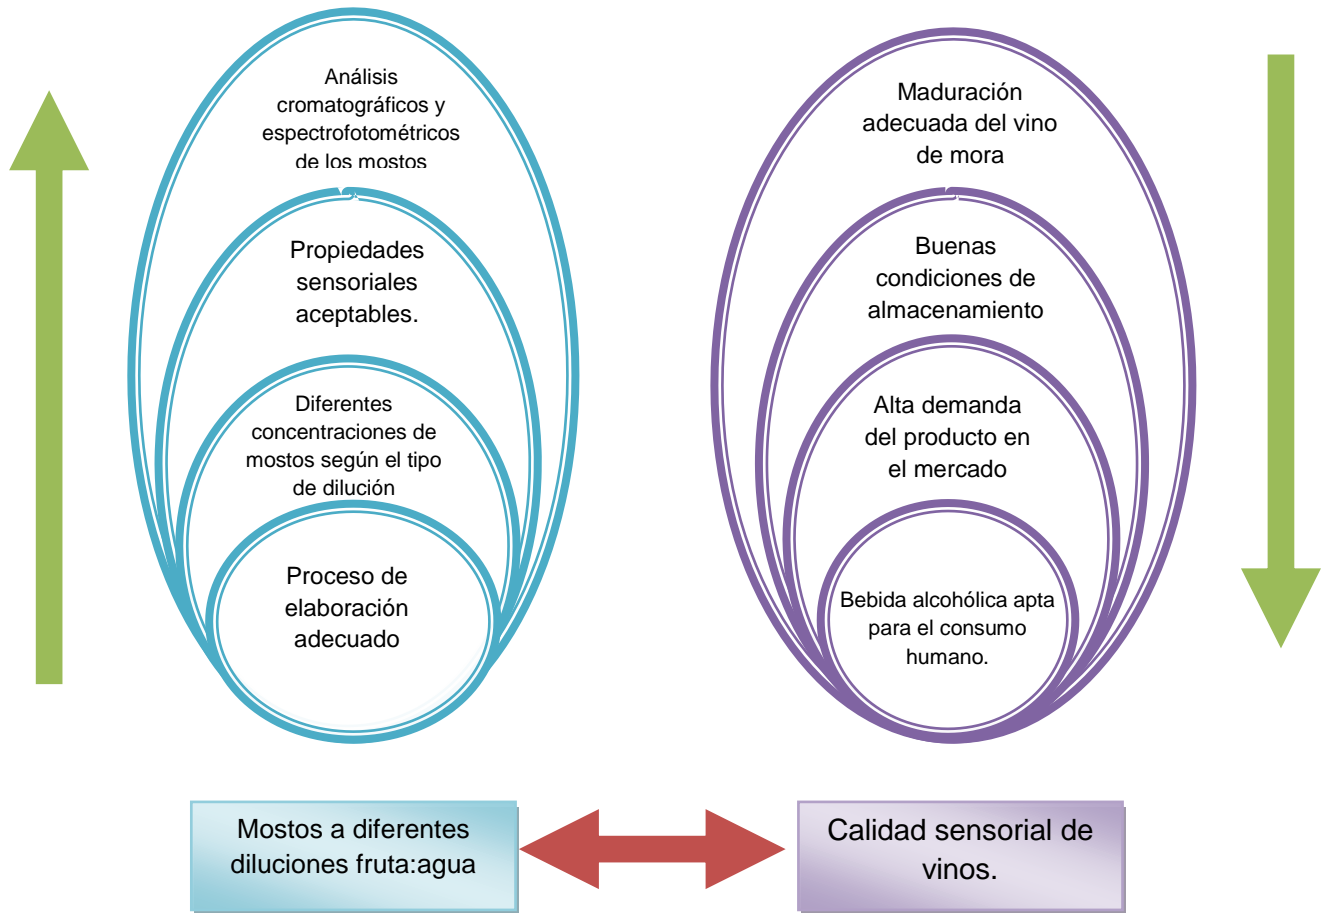 Análisis
cromatográficos y
espectrofotométricos
de los mostos
Propiedades
sensoriales
aceptables.
Diferentes
concentraciones de
mostos según el tipo
de dilución
Proceso de
elaboración
adecuado
Maduración
adecuada del vino
de mora
Buenas
condiciones de
almacenamiento
Alta demanda
del producto en
el mercado
Bebida alcohólica apta
para el consumo
humano.
Mostos a diferentes
diluciones fruta:agua
Calidad sensorial de
vinos.